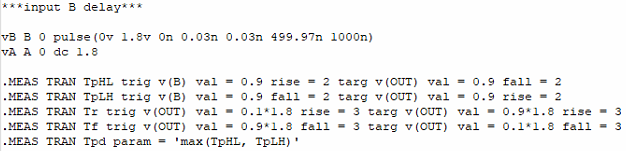 ***input B delay***
vB B 0 pulse(0v 1.8v 0n 0.03n 0.03n 499.97n 1000n)
vA A 0 dc 1.8
.MEAS TRAN TpHL trig v(B) val = 0.9 rise = 2 targ v(OUT) val = 0.9 fall = 2
.MEAS TRAN TpLH trig v(B) val = 0.9 fall = 2 targ v(OUT) val = 0.9 rise = 2
.MEAS TRAN Tr trig v(OUT) val = 0.1*1.8 rise = 3 targ v(OUT) val = 0.9*1.8 rise = 3
.MEAS TRAN Tf trig v(OUT) val = 0.9*1.8 fall = 3 targ v(OUT) val = 0.1*1.8 fall = 3
.MEAS TRAN Tpd param = 'max(TpHL, TpLH)'